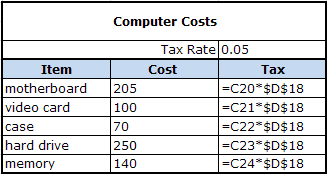 Computer Costs
Tax Rate 0.05
Item Cost Tax
motherboard 205 =C20*$D$18
video card 100 =C21*$D$18
case 70 =C22*$D$18
hard drive 250 =C23*$D$18
memory 140 =C24*$D$18